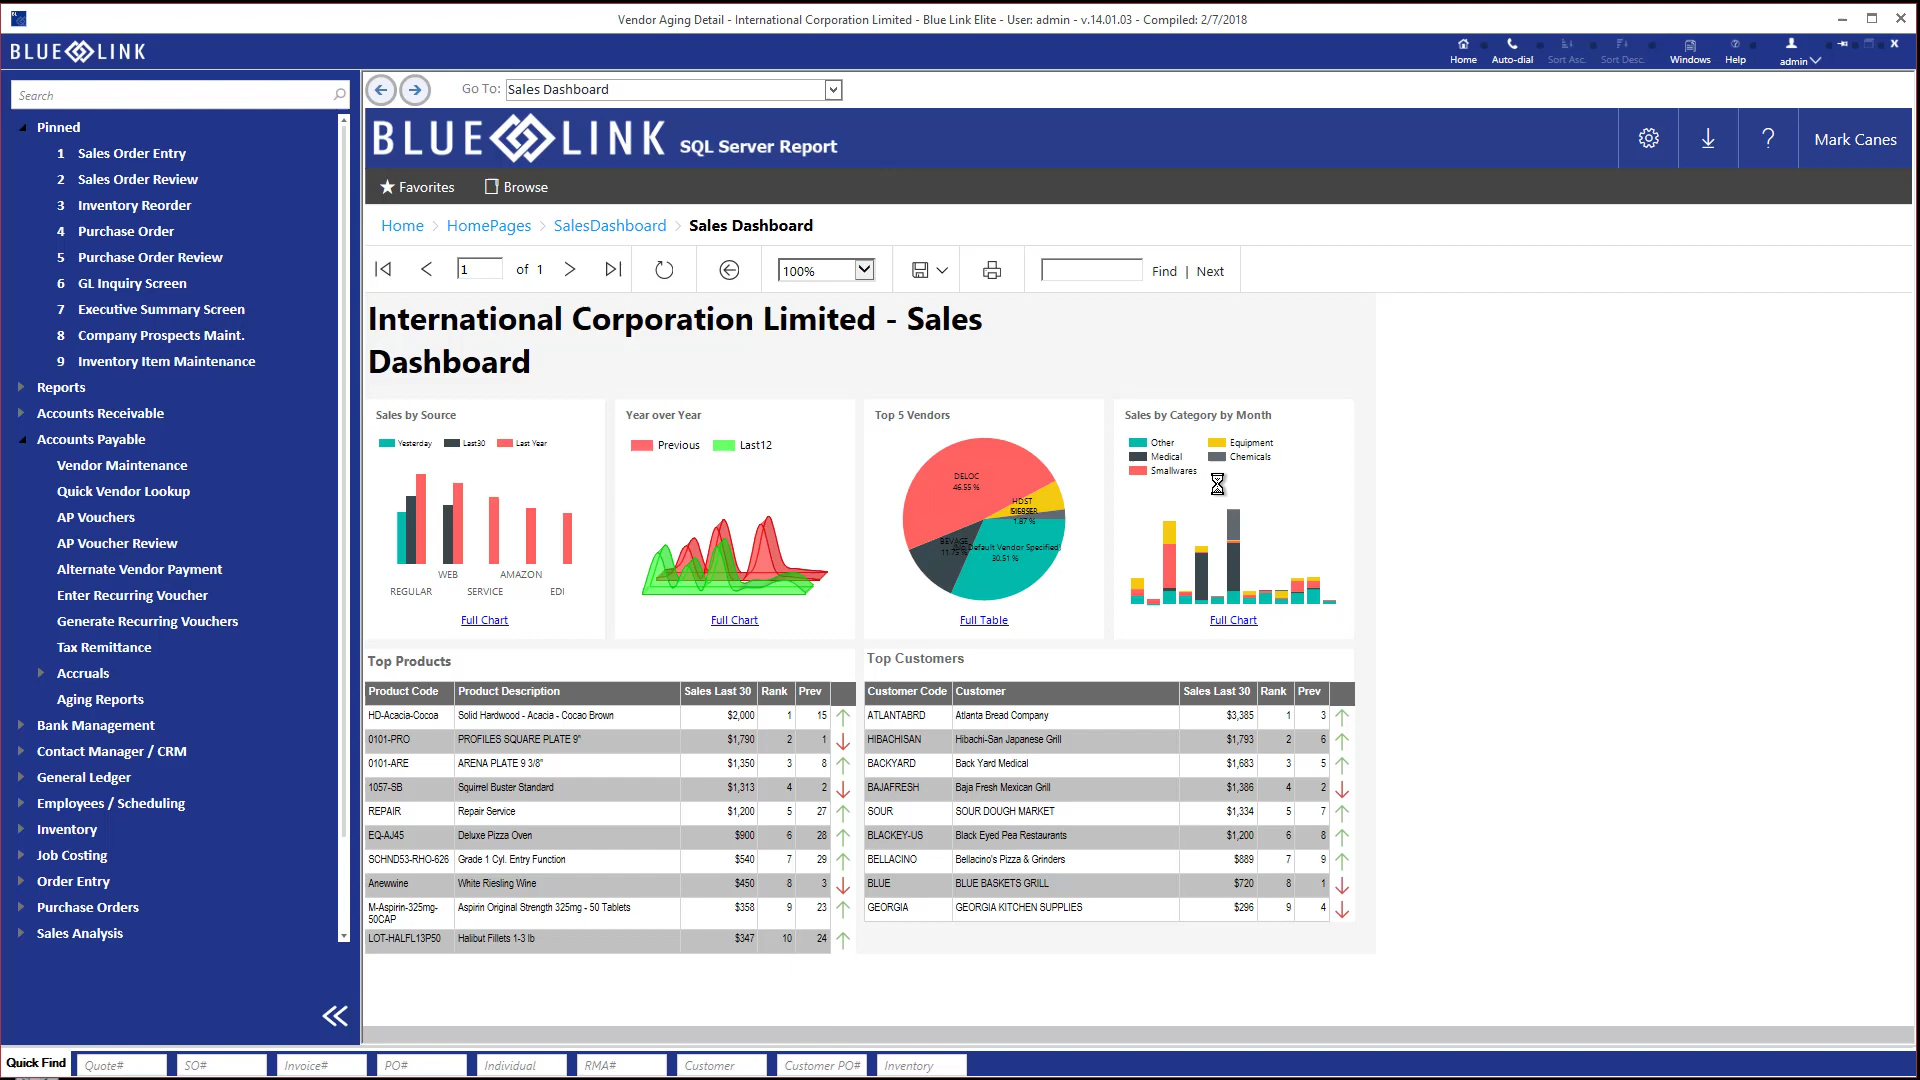 Vendor Aging Detail - International Corporation Limited - Blue Link Elite - User: admin - v.14.01.03 - Compiled: 2/7/2018
BLUE LINK
Home Auto-dial Sort Asc. Sort Desc. Windows Help admin
Search
Pinned
1 Sales Order Entry
2 Sales Order Review
3 Inventory Reorder
4 Purchase Order
5 Purchase Order Review
6 GL Inquiry Screen
7 Executive Summary Screen
8 Company Prospects Maint.
9 Inventory Item Maintenance
Reports
Accounts Receivable
Accounts Payable
Vendor Maintenance
Quick Vendor Lookup
AP Vouchers
AP Voucher Review
Alternate Vendor Payment
Enter Recurring Voucher
Generate Recurring Vouchers
Tax Remittance
Accruals
Aging Reports
Bank Management
Contact Manager / CRM
General Ledger
Employees / Scheduling
Inventory
Job Costing
Order Entry
Purchase Orders
Sales Analysis
Go To: Sales Dashboard
BLUE LINK SQL Server Report
? Mark Canes
Favorites Browse
Home > HomePages > SalesDashboard > Sales Dashboard
1 of 1 100% Find | Next
International Corporation Limited - Sales
Dashboard
Sales by Source
Yesterday Last30 Last Year
WEB AMAZON
REGULAR SERVICE EDI
Full Chart
Year over Year
Previous Last12
Full Chart
Top 5 Vendors
DELOC
46.55 %
HDST
1.87 %
BEVAGE
Default Vendor Specified
30.51 %
Full Table
Sales by Category by Month
Other Equipment
Medical Chemicals
Smallwares
Full Chart
Top Products
Product Code Product Description Sales Last 30 Rank Prev
HD-Acacia-Cocoa Solid Hardwood - Acacia - Cocao Brown $2,000 1 15
0101-PRO PROFILES SQUARE PLATE 9" $1,790 2 1
0101-ARE ARENA PLATE 9 3/8" $1,350 3 8
1057-SB Squirrel Buster Standard $1,313 4 2
REPAIR Repair Service $1,200 5 27
EQ-AJ45 Deluxe Pizza Oven $900 6 28
SCHND53-RHO-626 Grade 1 Cyl. Entry Function $540 7 29
Anewwine White Riesling Wine $450 8 3
M-Aspirin-325mg- Aspirin Original Strength 325mg - 50 Tablets $358 9 23
50CAP
LOT-HALFL13P50 Halibut Fillets 1-3 lb $347 10 24
Top Customers
Customer Code Customer Sales Last 30 Rank Prev
ATLANTABRD Atlanta Bread Company $3,385 1 3
HIBACHISAN Hibachi-San Japanese Grill $1,793 2 6
BACKYARD Back Yard Medical $1,683 3 5
BAJAFRESH Baja Fresh Mexican Grill $1,386 4 2
SOUR SOUR DOUGH MARKET $1,334 5 7
BLACKEY-US Black Eyed Pea Restaurants $1,200 6 8
BELLACINO Bellacino's Pizza & Grinders $889 7 9
BLUE BLUE BASKETS GRILL $720 8 1
GEORGIA GEORGIA KITCHEN SUPPLIES $296 9 4
Quick Find Quote# SO# Invoice# PO# Individual RMA# Customer Customer PO# Inventory